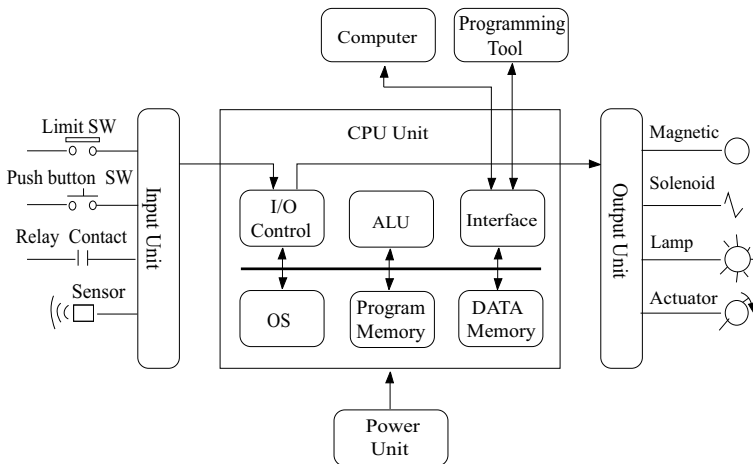 Computer
Programming
Tool
Limit SW
Push button SW
Relay Contact
Sensor
Input Unit
CPU Unit
I/O
Control
ALU
Interface
OS
Program
Memory
DATA
Memory
Output Unit
Magnetic
Solenoid
Lamp
Actuator
Power
Unit